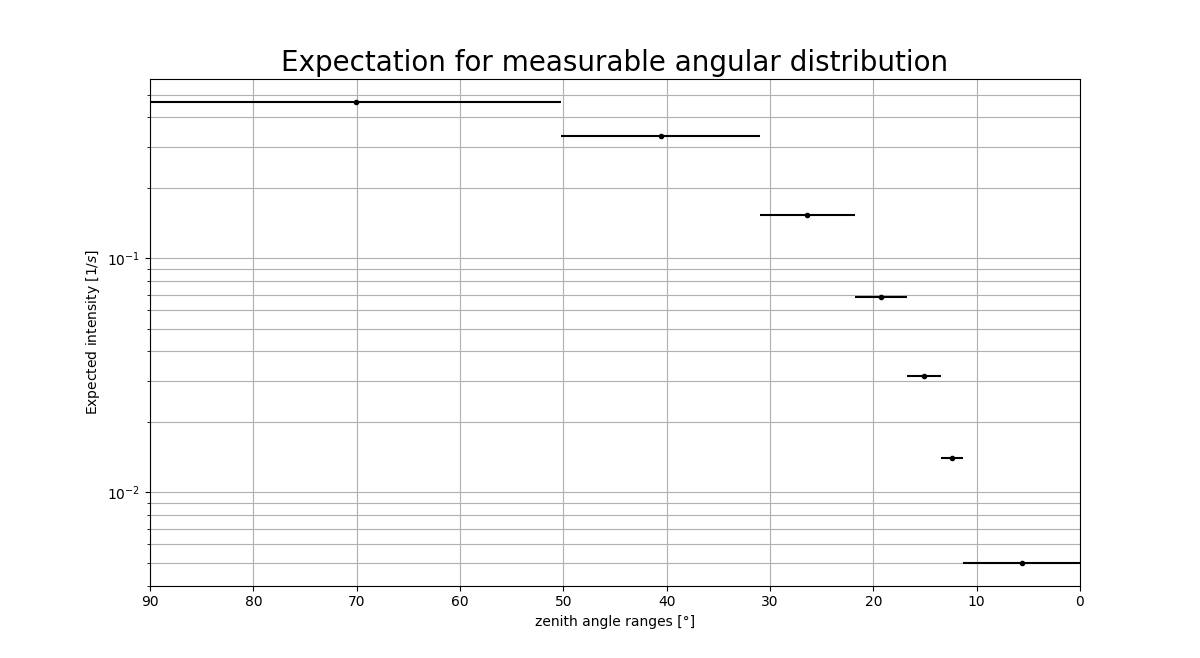 Expectation for measurable angular distribution
Expected intensity [1/s]
10⁻¹
10⁻²
90 80 70 60 50 40 30 20 10 0
zenith angle ranges [°]